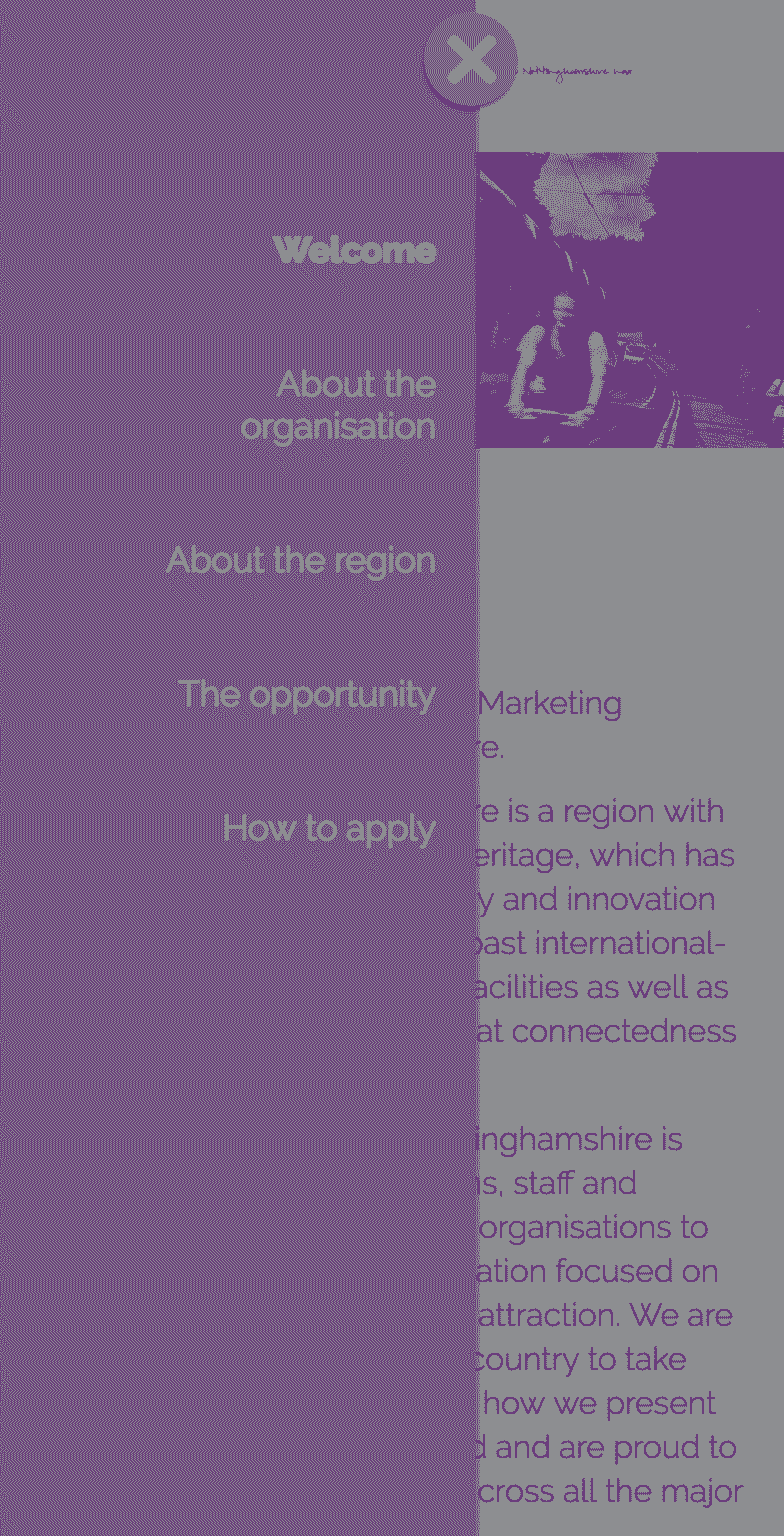 Nottinghamshire
Welcome
About the
organisation
About the region
The opportunity
How to apply
Marketing
re.
re is a region with
eritage, which has
y and innovation
past international-
acilities as well as
at connectedness
inghamshire is
s, staff and
organisations to
ation focused on
attraction. We are
country to take
how we present
d and are proud to
cross all the major